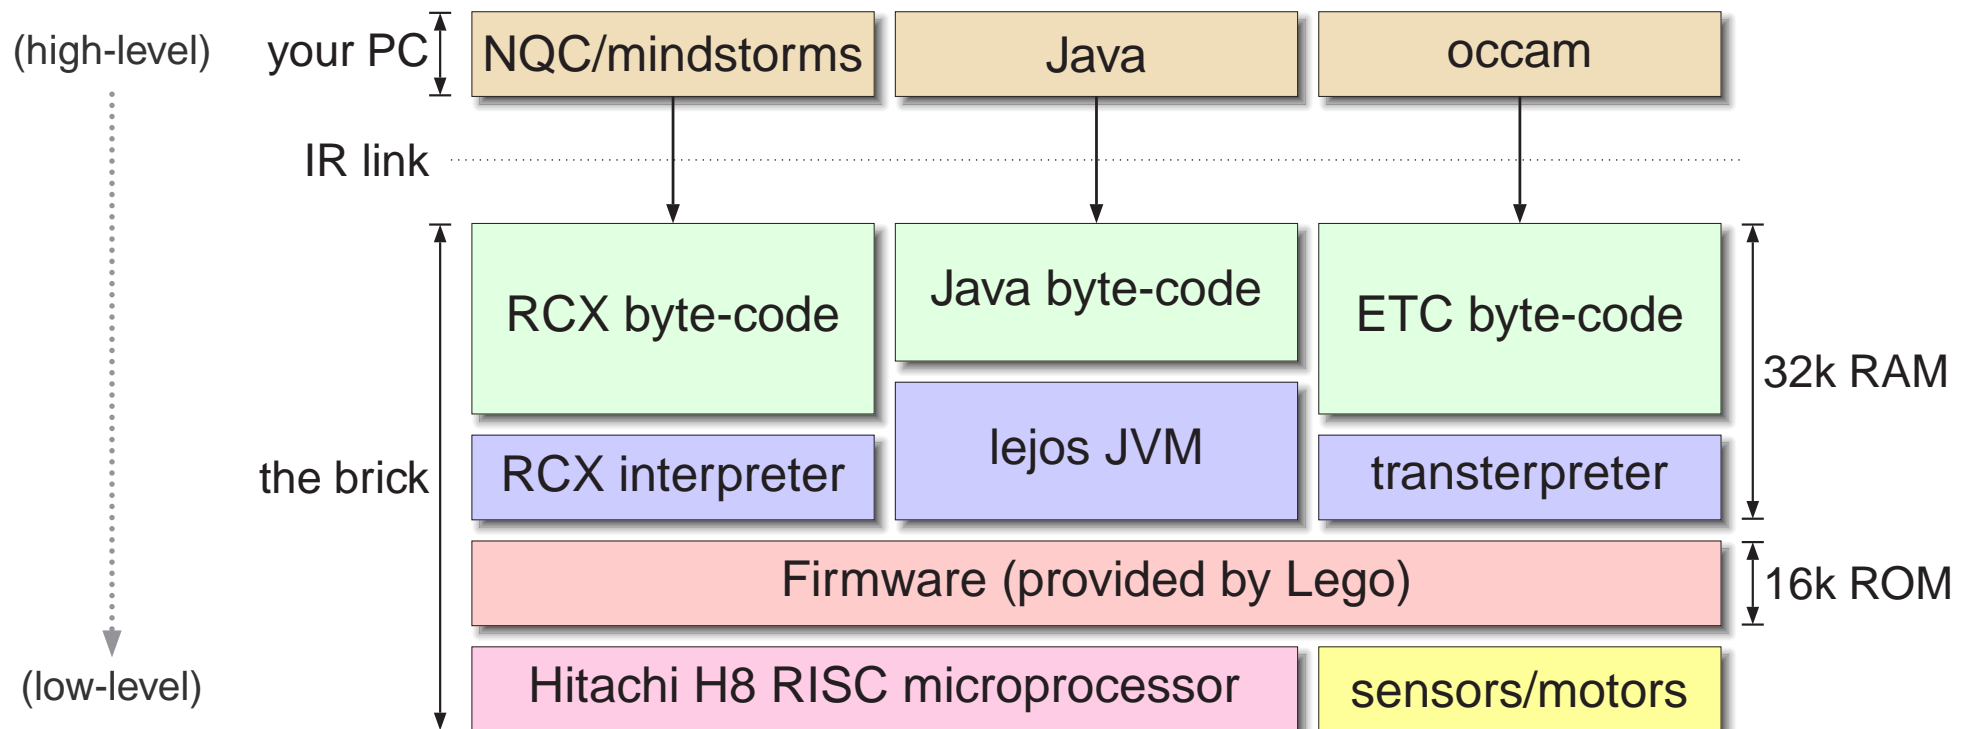 (high-level)
your PC
NQC/mindstorms
Java
occam
IR link
RCX byte-code
Java byte-code
ETC byte-code
32k RAM
the brick
RCX interpreter
lejos JVM
transterpreter
Firmware (provided by Lego)
16k ROM
(low-level)
Hitachi H8 RISC microprocessor
sensors/motors